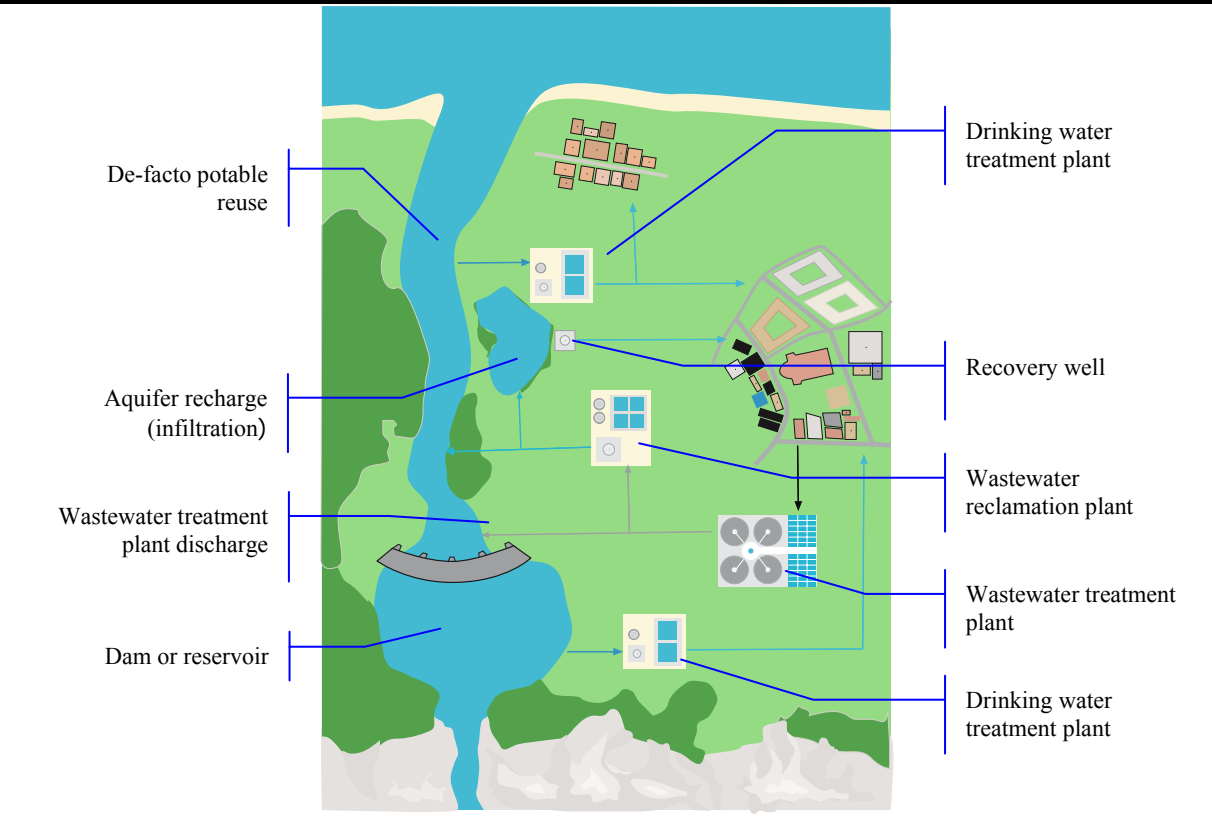 De-facto potable
reuse
Aquifer recharge
(infiltration)
Wastewater treatment
plant discharge
Dam or reservoir
Drinking water
treatment plant
Recovery well
Wastewater
reclamation plant
Wastewater treatment
plant
Drinking water
treatment plant